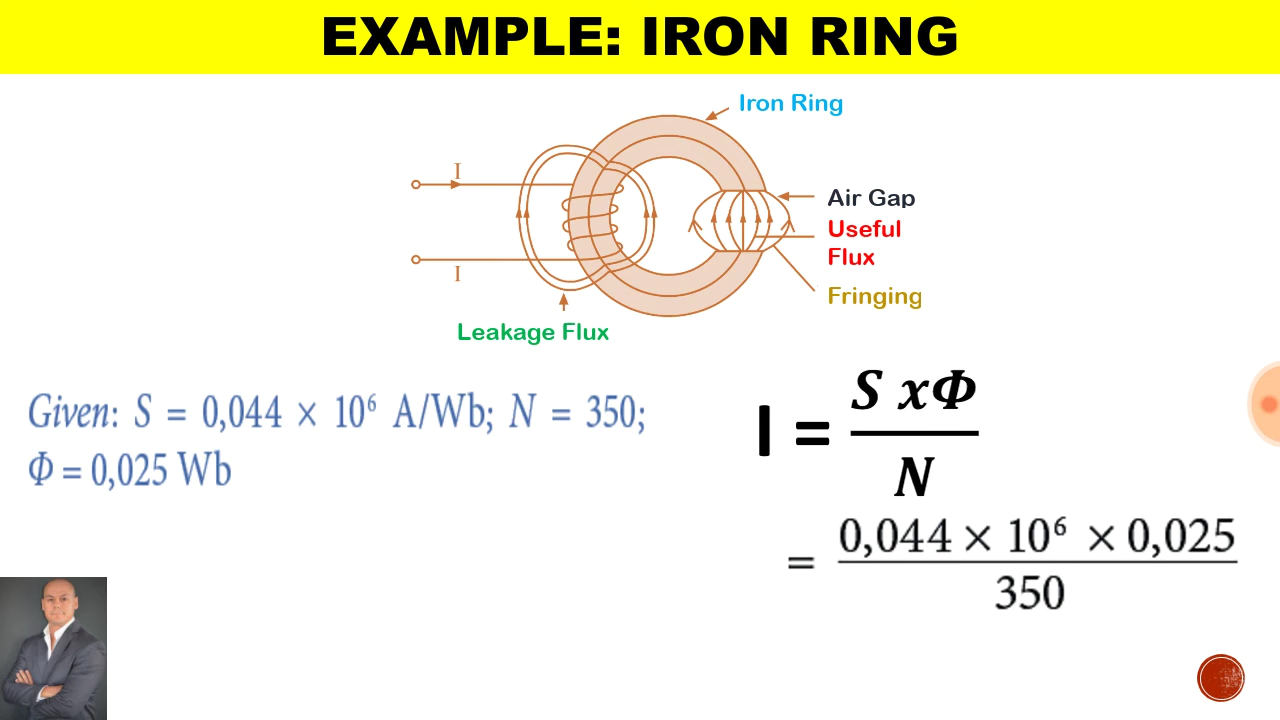 EXAMPLE: IRON RING
Iron Ring
I
Air Gap
Useful
Flux
Fringing
I
Leakage Flux
Given: S = 0,044 × 10⁶ A/Wb; N = 350;
Φ = 0,025 Wb
I = S xΦ
N
= 0,044 × 10⁶ × 0,025
350